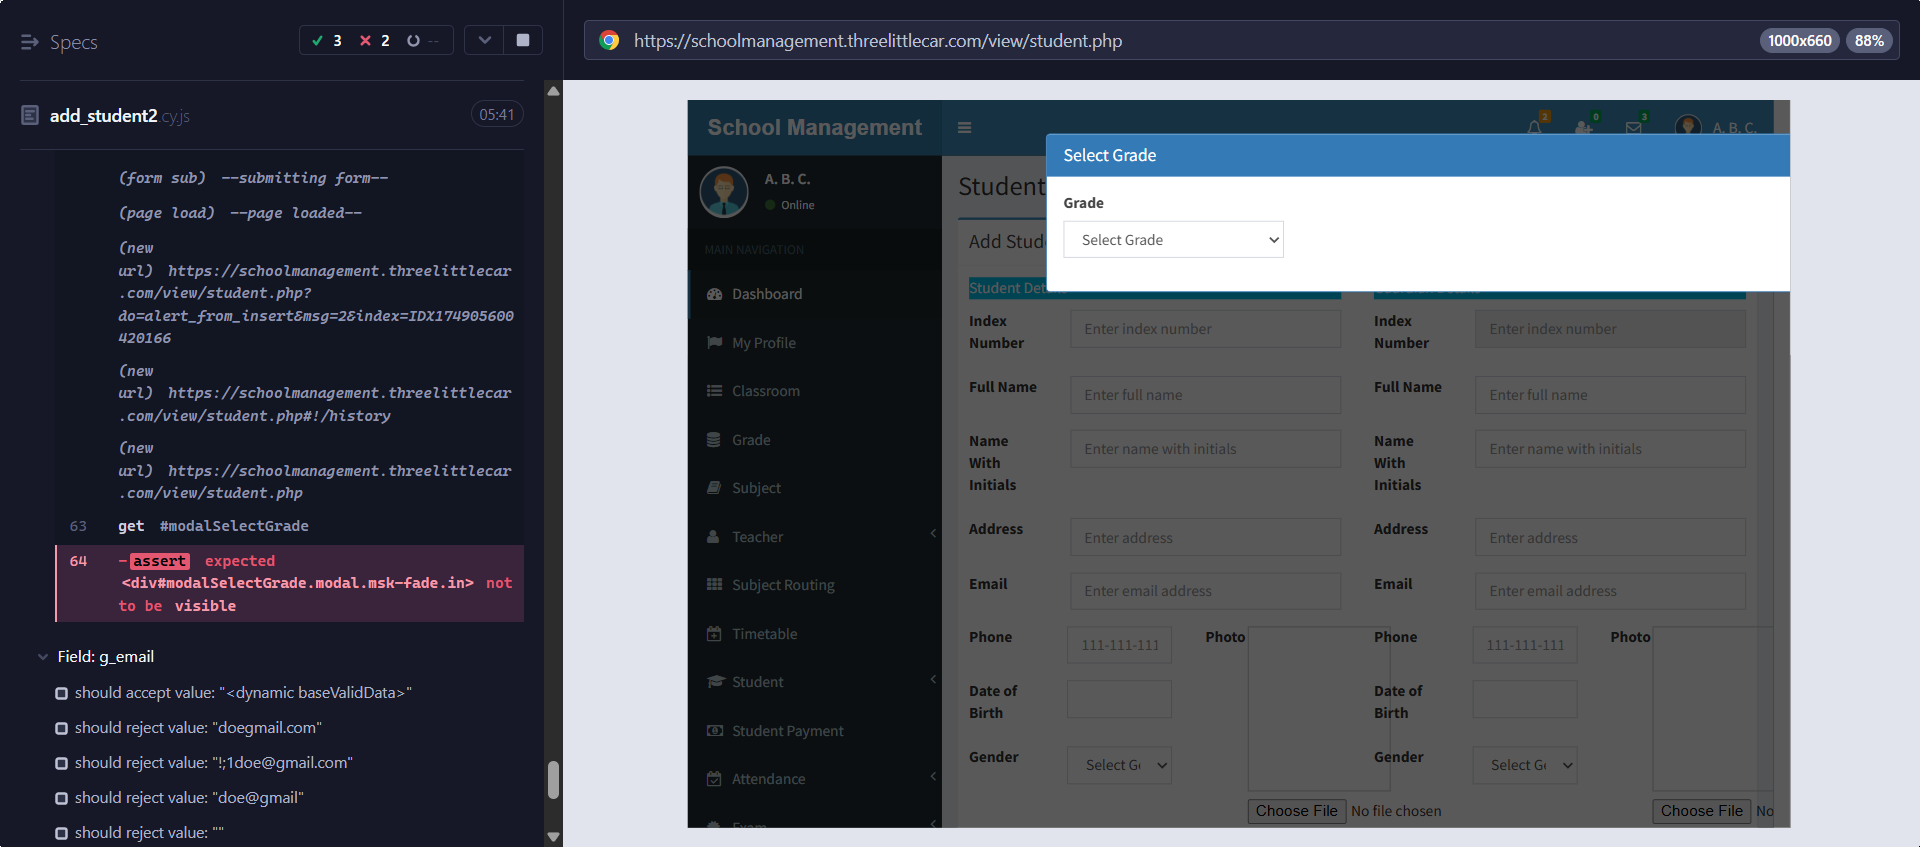 Specs
3 2 --
https://schoolmanagement.threelittlecar.com/view/student.php
1000x660 88%
add_student2.cy.js
05:41
(form sub) --submitting form--
(page load) --page loaded--
(new
url) https://schoolmanagement.threelittlecar
.com/view/student.php?
do=alert_from_insert&msg=2&index=IDX174905600
420166
(new
url) https://schoolmanagement.threelittlecar
.com/view/student.php#!/history
(new
url) https://schoolmanagement.threelittlecar
.com/view/student.php
63 get #modalSelectGrade
64 -assert expected
<div#modalSelectGrade.modal.msk-fade.in> not
to be visible
Field: g_email
should accept value: "<dynamic baseValidData>"
should reject value: "doegmail.com"
should reject value: "!;1doe@gmail.com"
should reject value: "doe@gmail"
should reject value: ""
School Management
2 0 3
A. B. C.
A. B. C.
Online
MAIN NAVIGATION
Dashboard
My Profile
Classroom
Grade
Subject
Teacher
Subject Routing
Timetable
Student
Student Payment
Attendance
Exam
Select Grade
Grade
Select Grade
Student
Add Stude
Student Det
Index
Number
Enter index number
Full Name
Enter full name
Name
With
Initials
Enter name with initials
Address
Enter address
Email
Enter email address
Phone
111-111-111
Photo
Date of
Birth
Gender
Select Ge
Choose File No file chosen
Index
Number
Enter index number
Full Name
Enter full name
Name
With
Initials
Enter name with initials
Address
Enter address
Email
Enter email address
Phone
111-111-111
Photo
Date of
Birth
Gender
Select Ge
Choose File No